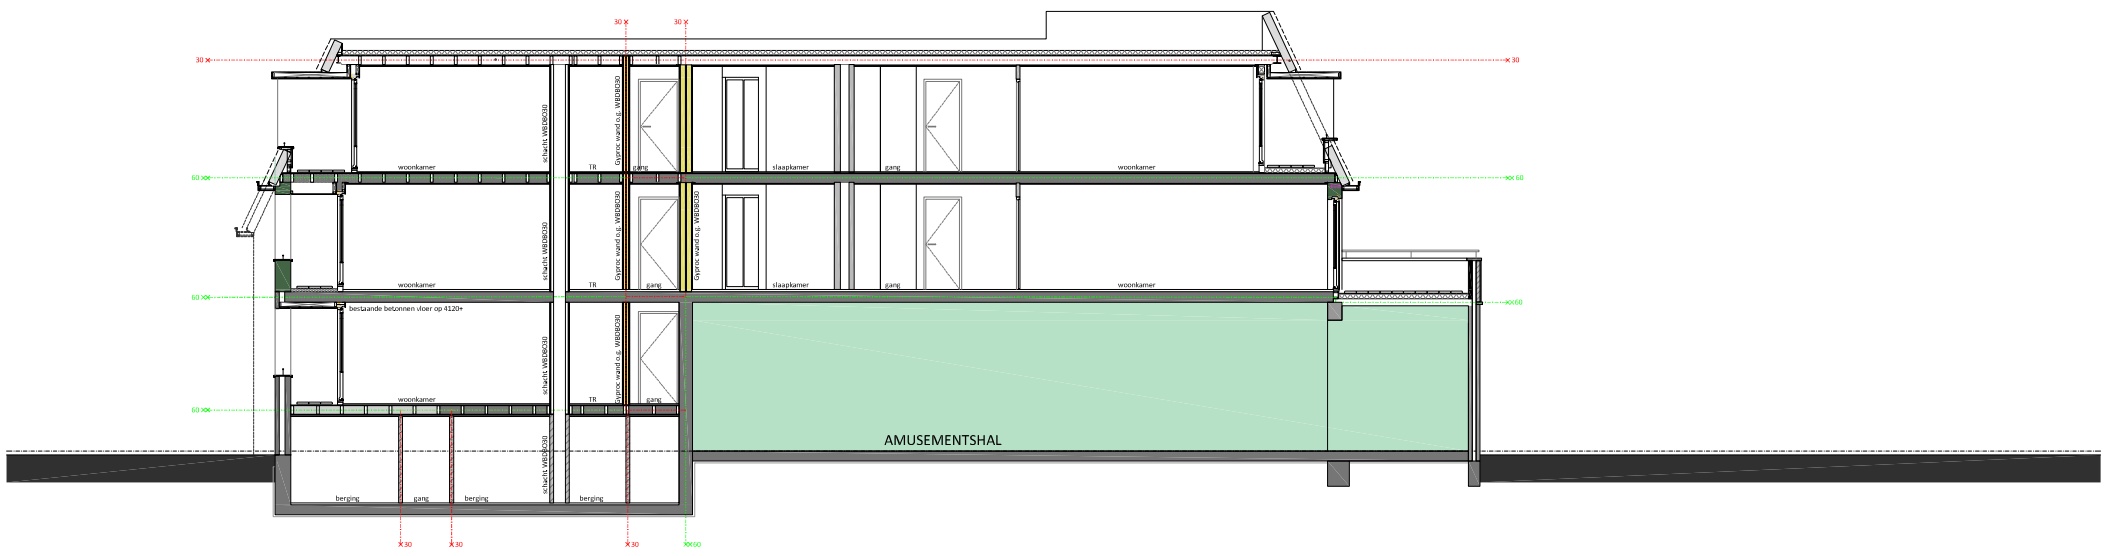 30 30
30 30
schacht WBDBO30
Gyproc wand o.g. WBDBO30
woonkamer TR gang slaapkamer gang woonkamer
60 60
schacht WBDBO30
Gyproc wand o.g. WBDBO30
Gyproc wand o.g. WBDBO30
woonkamer TR gang slaapkamer gang woonkamer
60 60
bestaande betonnen vloer op 4120+
schacht WBDBO30
Gyproc wand o.g. WBDBO30
woonkamer TR gang
60
AMUSEMENTSHAL
schacht WBDBO30
berging gang berging berging
30 30 30 60